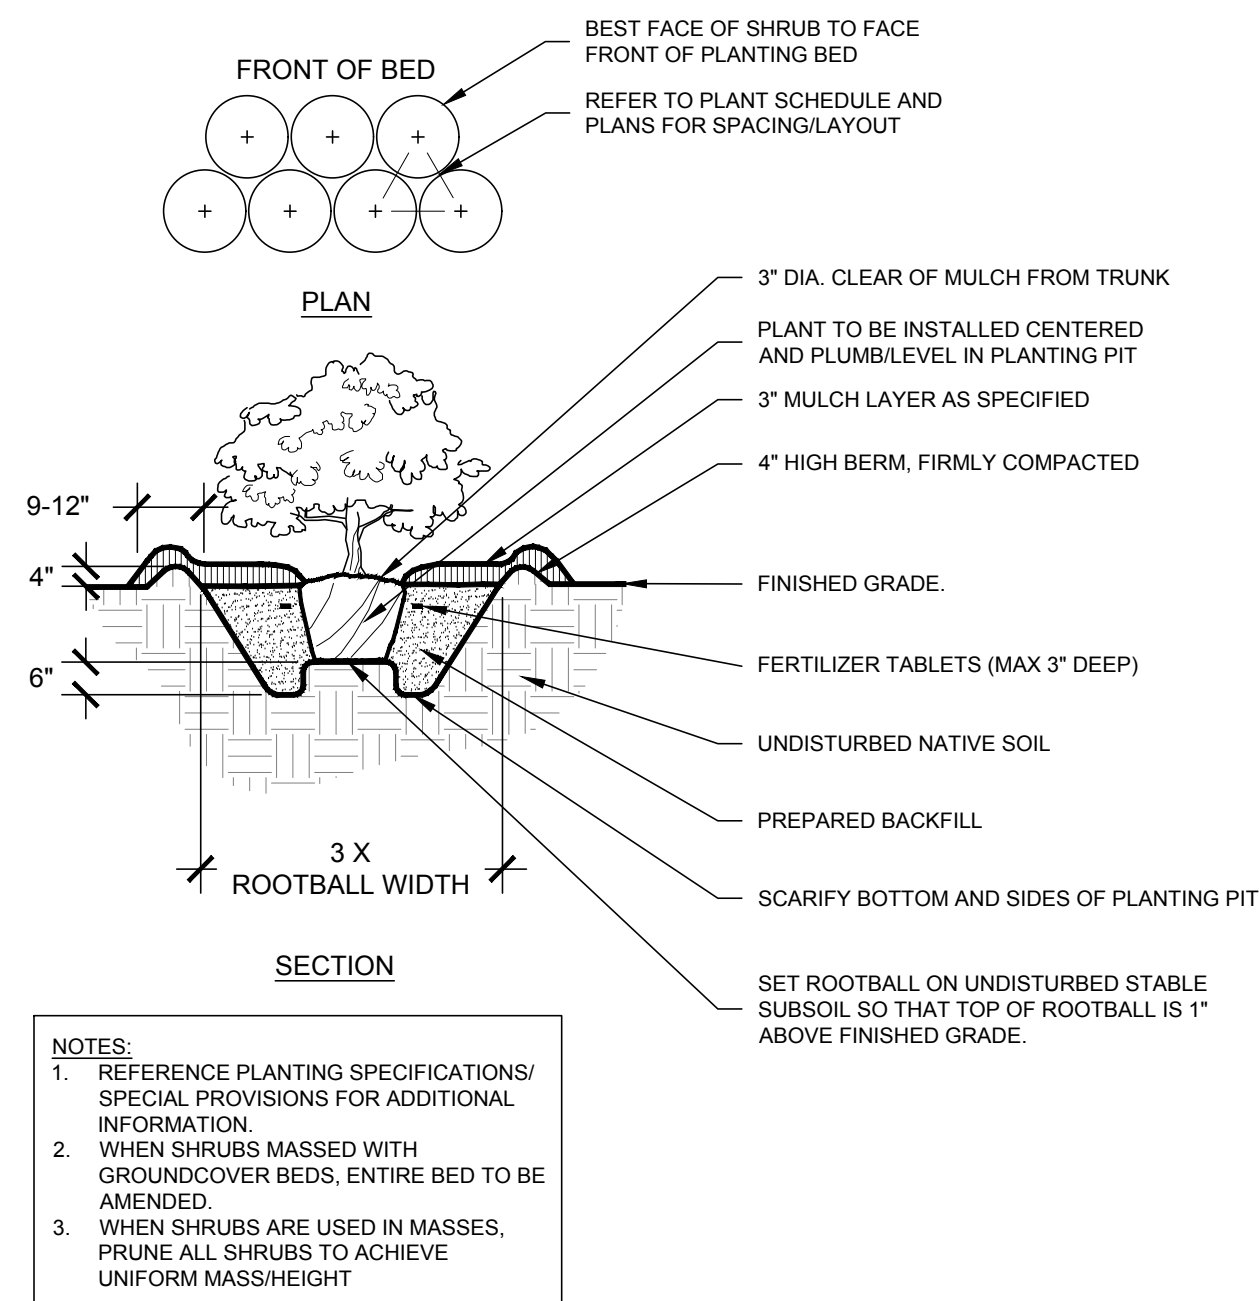 BEST FACE OF SHRUB TO FACE
FRONT OF PLANTING BED
FRONT OF BED
REFER TO PLANT SCHEDULE AND
PLANS FOR SPACING/LAYOUT
PLAN
3" DIA. CLEAR OF MULCH FROM TRUNK
PLANT TO BE INSTALLED CENTERED
AND PLUMB/LEVEL IN PLANTING PIT
3" MULCH LAYER AS SPECIFIED
4" HIGH BERM, FIRMLY COMPACTED
9-12"
4"
FINISHED GRADE.
6"
FERTILIZER TABLETS (MAX 3" DEEP)
UNDISTURBED NATIVE SOIL
PREPARED BACKFILL
3 X
ROOTBALL WIDTH
SCARIFY BOTTOM AND SIDES OF PLANTING PIT
SECTION
SET ROOTBALL ON UNDISTURBED STABLE
SUBSOIL SO THAT TOP OF ROOTBALL IS 1"
ABOVE FINISHED GRADE.
NOTES:
1. REFERENCE PLANTING SPECIFICATIONS/
SPECIAL PROVISIONS FOR ADDITIONAL
INFORMATION.
2. WHEN SHRUBS MASSED WITH
GROUNDCOVER BEDS, ENTIRE BED TO BE
AMENDED.
3. WHEN SHRUBS ARE USED IN MASSES,
PRUNE ALL SHRUBS TO ACHIEVE
UNIFORM MASS/HEIGHT